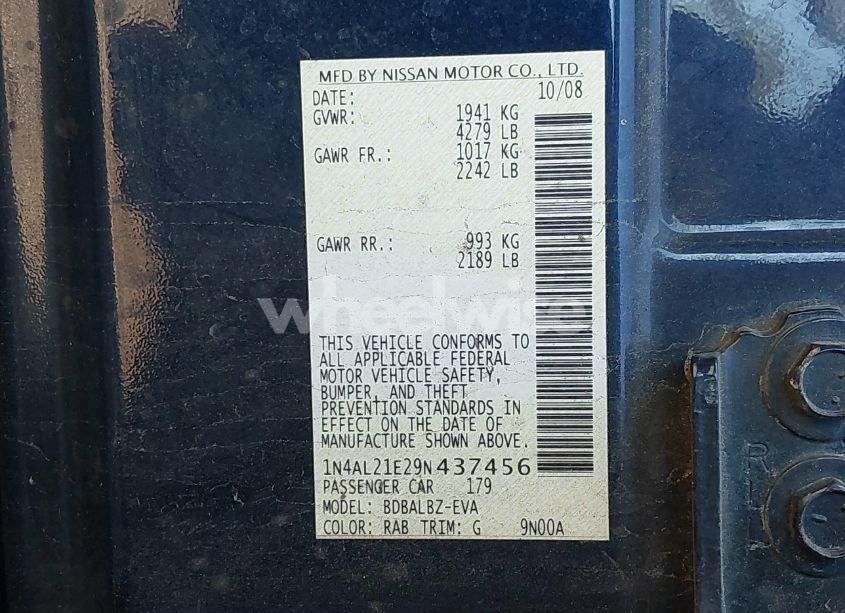 MFD BY NISSAN MOTOR CO., LTD.
DATE: 10/08
GVWR: 1941 KG
4279 LB
GAWR FR.: 1017 KG
2242 LB
GAWR RR.: 993 KG
2189 LB
wheelwise
THIS VEHICLE CONFORMS TO
ALL APPLICABLE FEDERAL
MOTOR VEHICLE SAFETY,
BUMPER, AND THEFT
PREVENTION STANDARDS IN
EFFECT ON THE DATE OF
MANUFACTURE SHOWN ABOVE.
1N4AL21E29N437456
PASSENGER CAR 179
MODEL: BDBALBZ-EVA
COLOR: RAB TRIM: G 9N00A